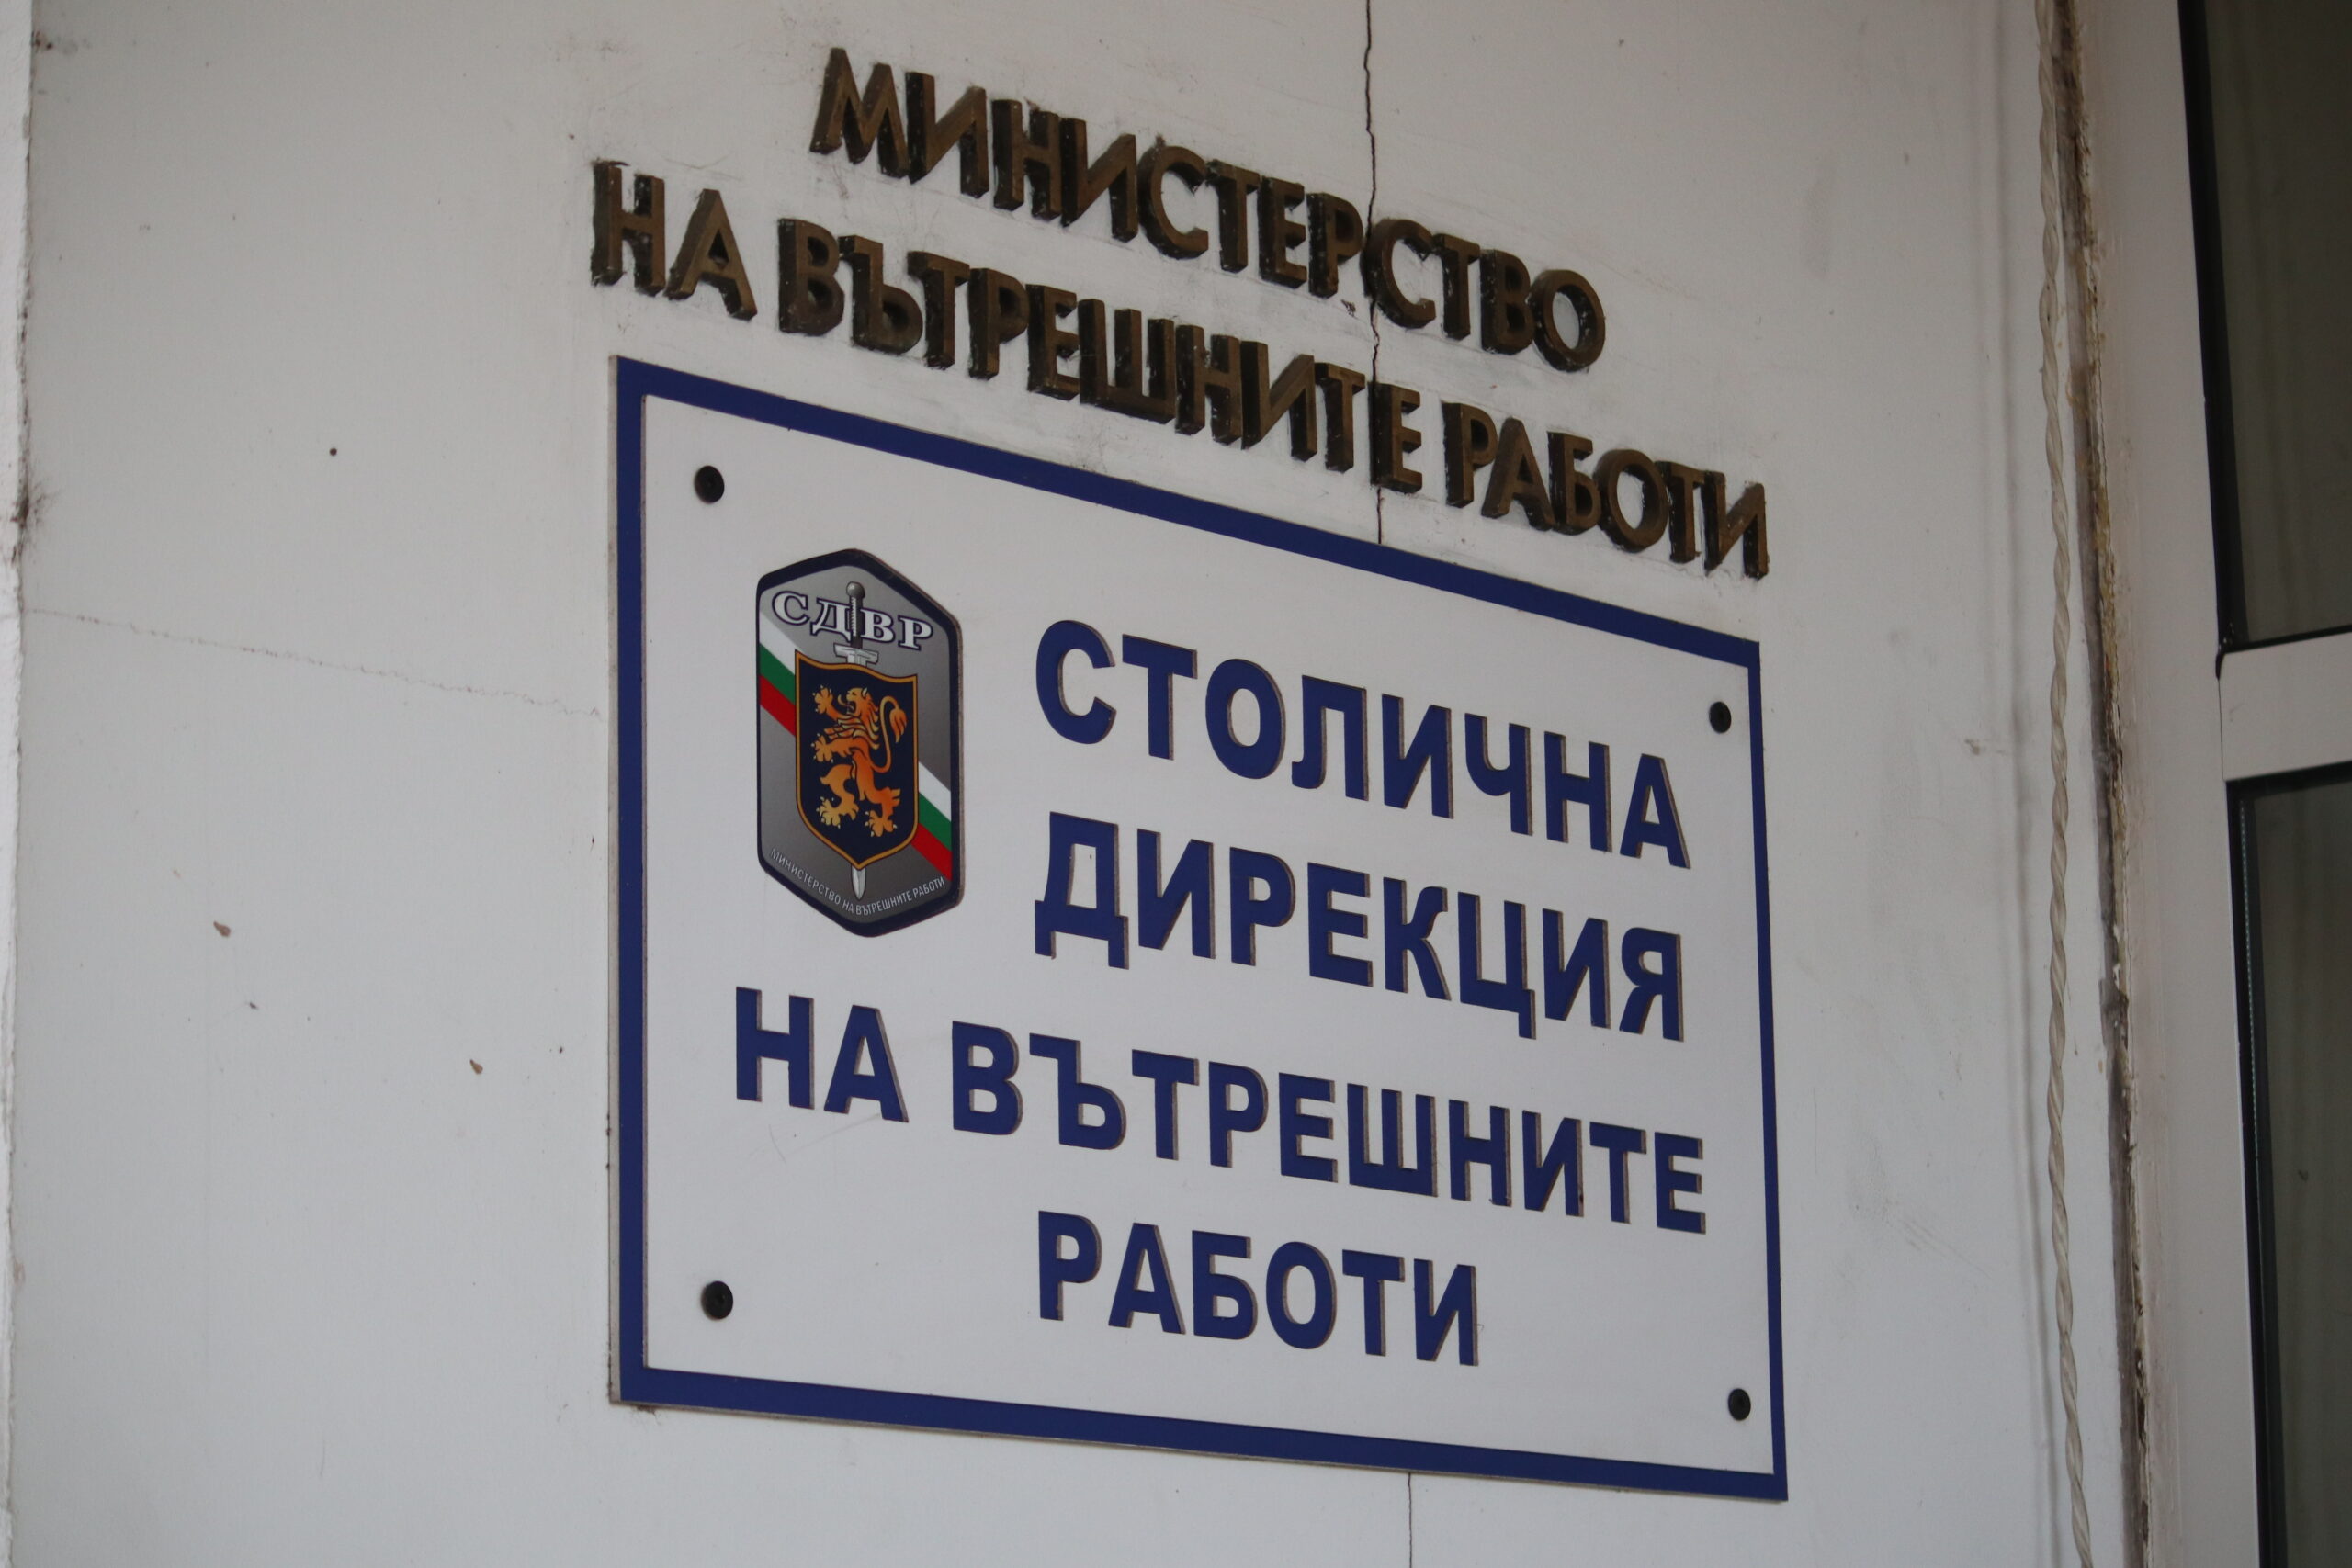 МИНИСТЕРСТВО
НА ВЪТРЕШНИТЕ РАБОТИ
СДВР
МИНИСТЕРСТВО НА ВЪТРЕШНИТЕ РАБОТИ
СТОЛИЧНА
ДИРЕКЦИЯ
НА ВЪТРЕШНИТЕ
РАБОТИ